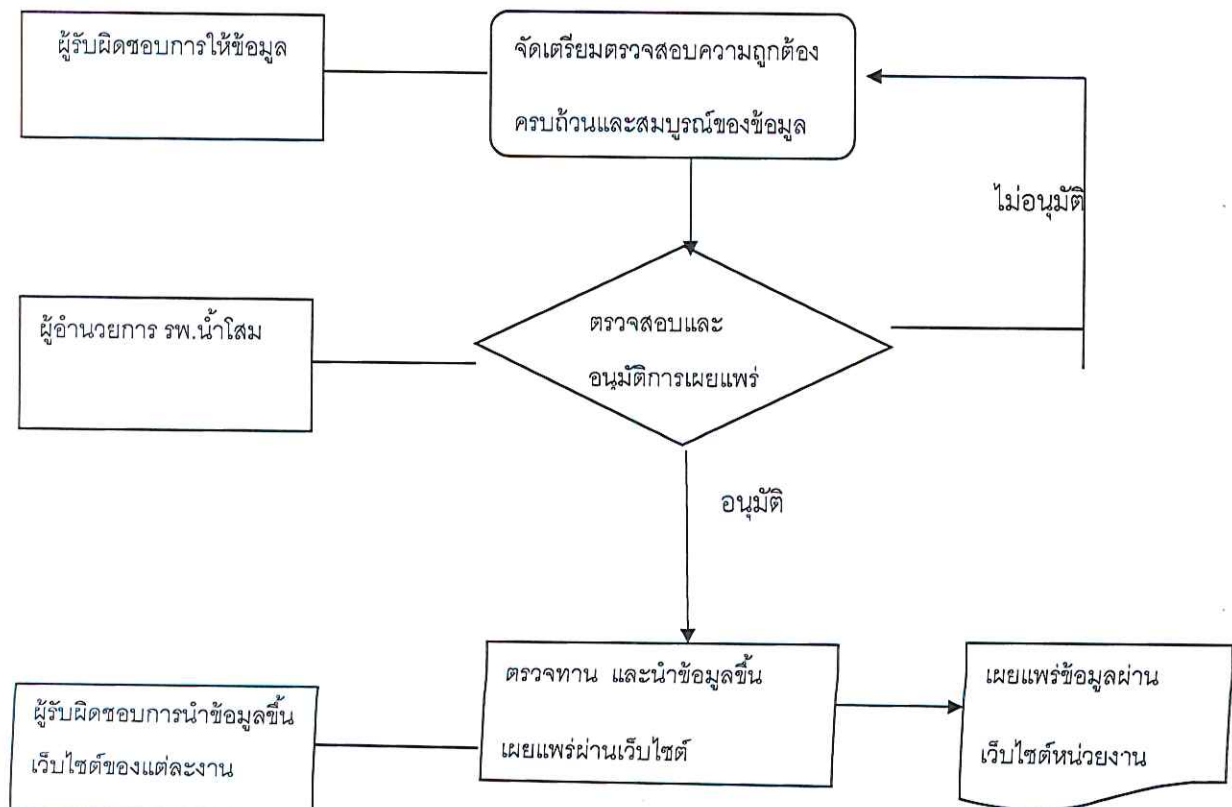 ผู้รับผิดชอบการให้ข้อมูล
จัดเตรียมตรวจสอบความถูกต้อง
ครบถ้วนและสมบูรณ์ของข้อมูล
ไม่อนุมัติ
ผู้อำนวยการ รพ.น้ำโสม
ตรวจสอบและ
อนุมัติการเผยแพร่
อนุมัติ
ผู้รับผิดชอบการนำข้อมูลขึ้น
เว็บไซต์ของแต่ละงาน
ตรวจทาน และนำข้อมูลขึ้น
เผยแพร่ผ่านเว็บไซต์
เผยแพร่ข้อมูลผ่าน
เว็บไซต์หน่วยงาน